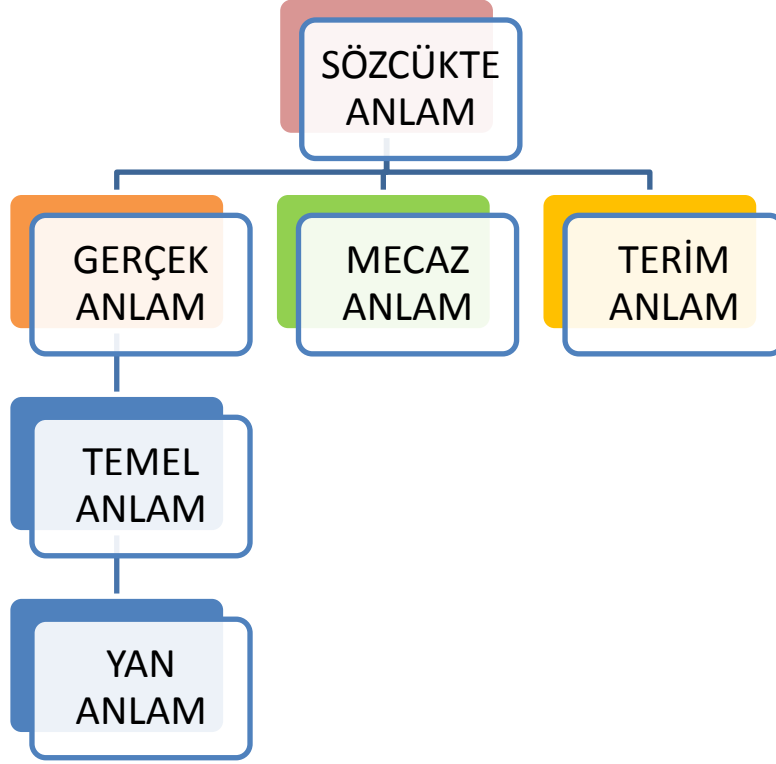 SÖZCÜKTE
ANLAM
GERÇEK
ANLAM
MECAZ
ANLAM
TERİM
ANLAM
TEMEL
ANLAM
YAN
ANLAM